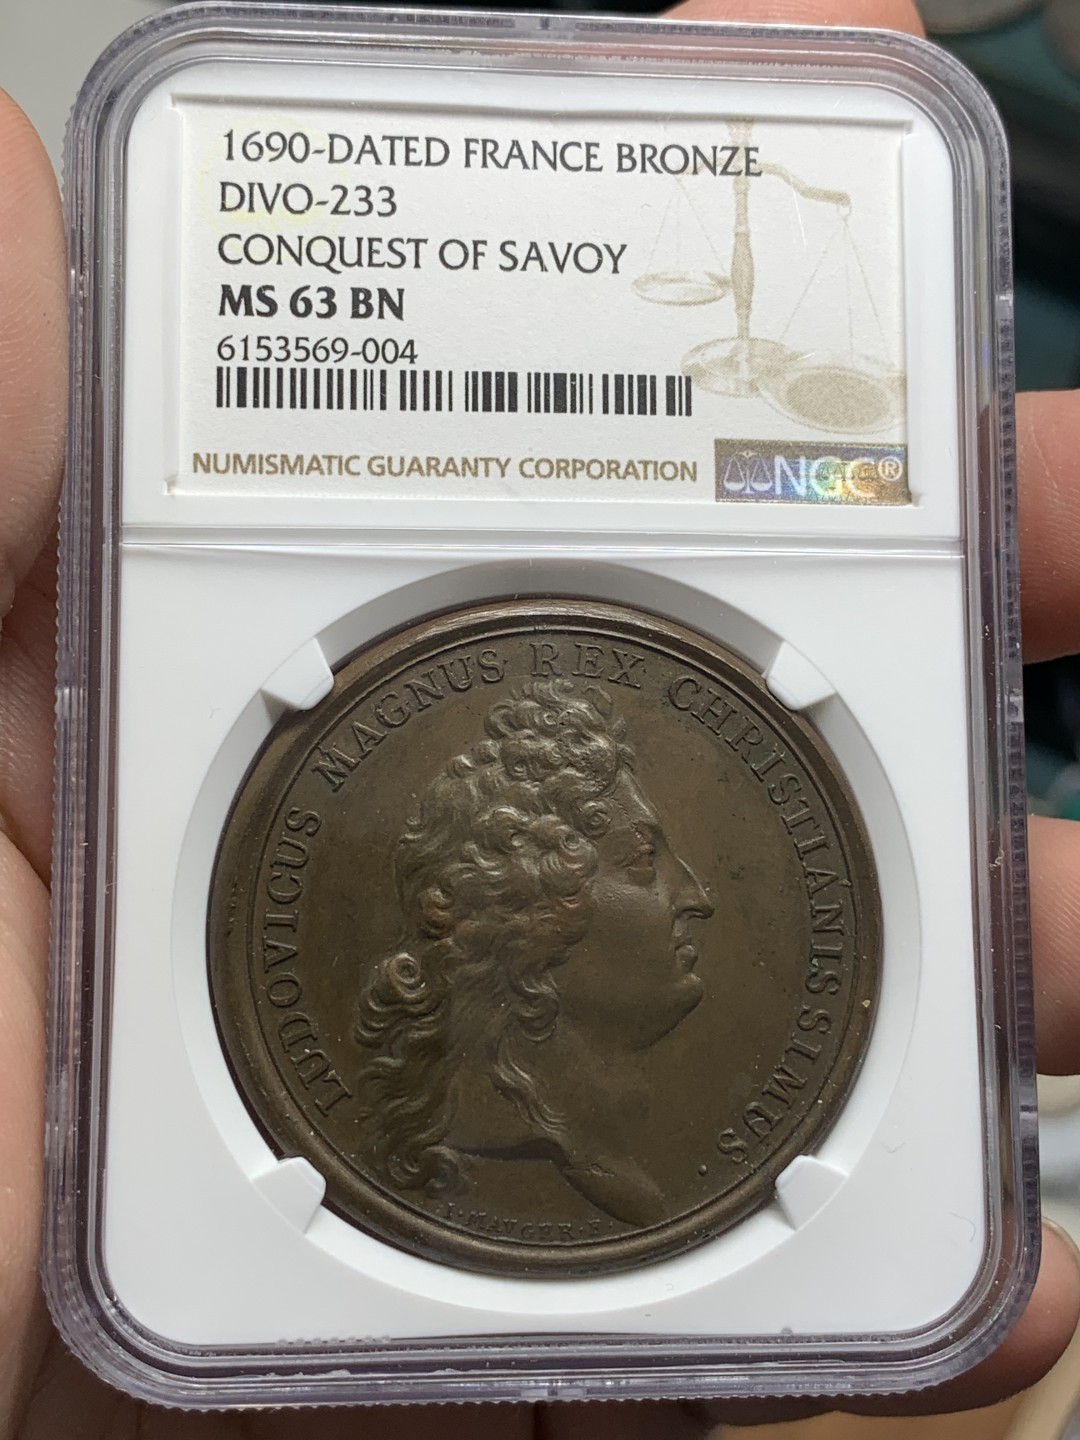 1690-DATED FRANCE BRONZE
DIVO-233
CONQUEST OF SAVOY
MS 63 BN
6153569-004
NUMISMATIC GUARANTY CORPORATION
NGC®
LUDOVICUS MAGNUS REX CHRISTIANISSIMUS .
. I . MAUGER . F .